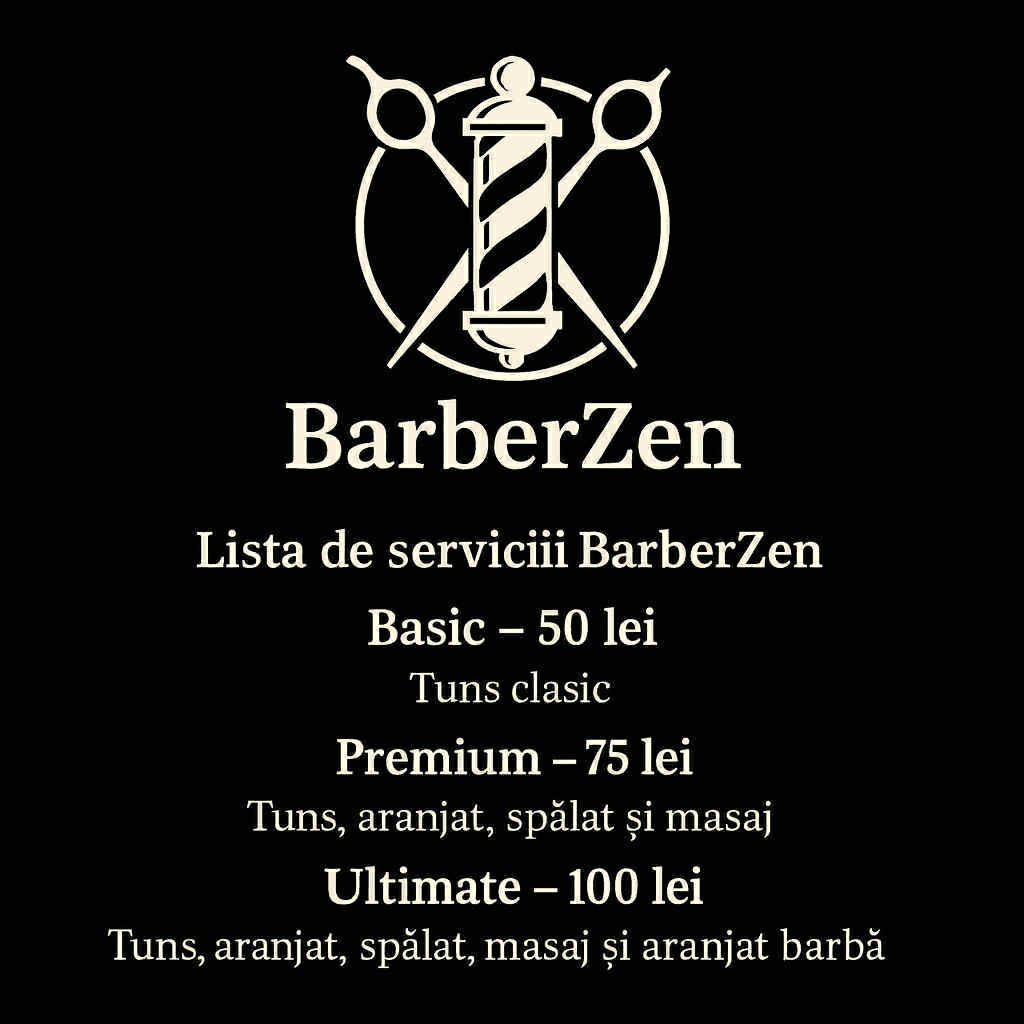 BarberZen
Lista de serviciii BarberZen
Basic – 50 lei
Tuns clasic
Premium – 75 lei
Tuns, aranjat, spălat și masaj
Ultimate – 100 lei
Tuns, aranjat, spălat, masaj și aranjat barbă